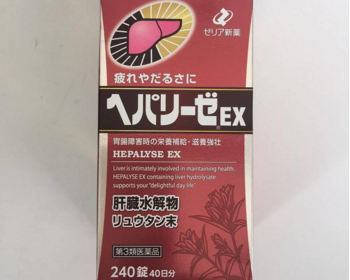 ゼリア新薬
疲れやだるさに
ヘパリーゼEX
胃腸障害時の栄養補給・滋養強壮
HEPALYSE EX
Liver is intimately involved in maintaining health.
HEPALYSE EX containing liver hydrolysate
supports your "delightful day life".
肝臓水解物
リュウタン末
第3類医薬品
240錠 40日分